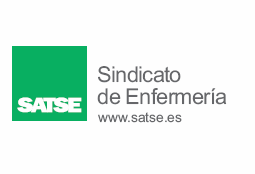 SATSE
Sindicato
de Enfermería
www.satse.es